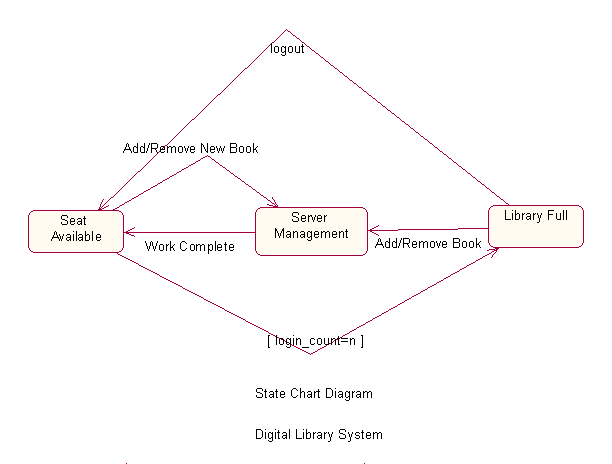 logout
Add/Remove New Book
Seat
Available
Server
Management
Library Full
Work Complete
Add/Remove Book
[ login_count=n ]
State Chart Diagram
Digital Library System